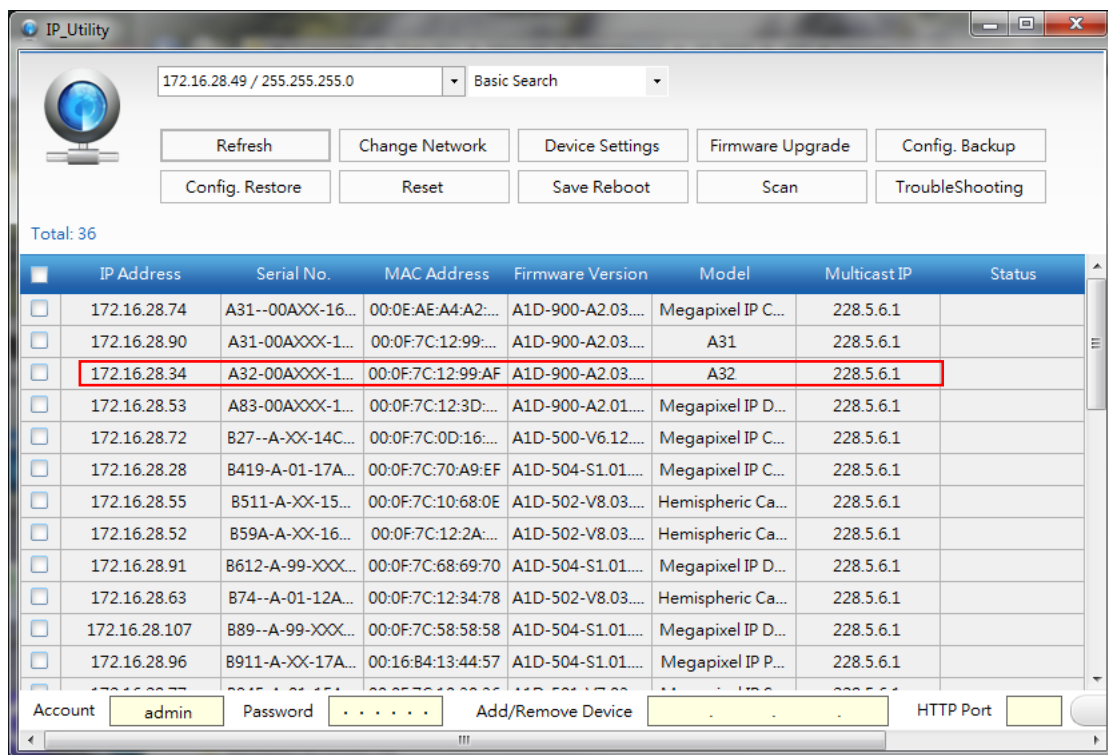 IP_Utility
172.16.28.49 / 255.255.255.0 Basic Search
Refresh Change Network Device Settings Firmware Upgrade Config. Backup
Config. Restore Reset Save Reboot Scan TroubleShooting
Total: 36
IP Address Serial No. MAC Address Firmware Version Model Multicast IP Status
172.16.28.74 A31--00AXX-16... 00:0E:AE:A4:A2:... A1D-900-A2.03.... Megapixel IP C... 228.5.6.1
172.16.28.90 A31-00AXXX-1... 00:0F:7C:12:99:... A1D-900-A2.03.... A31 228.5.6.1
172.16.28.34 A32-00AXXX-1... 00:0F:7C:12:99:AF A1D-900-A2.03.... A32 228.5.6.1
172.16.28.53 A83-00AXXX-1... 00:0F:7C:12:3D:... A1D-900-A2.01.... Megapixel IP D... 228.5.6.1
172.16.28.72 B27--A-XX-14C... 00:0F:7C:0D:16:... A1D-500-V6.12.... Megapixel IP C... 228.5.6.1
172.16.28.28 B419-A-01-17A... 00:0F:7C:70:A9:EF A1D-504-S1.01.... Megapixel IP C... 228.5.6.1
172.16.28.55 B511-A-XX-15... 00:0F:7C:10:68:0E A1D-502-V8.03.... Hemispheric Ca... 228.5.6.1
172.16.28.52 B59A-A-XX-16... 00:0F:7C:12:2A:... A1D-502-V8.03.... Hemispheric Ca... 228.5.6.1
172.16.28.91 B612-A-99-XXX... 00:0F:7C:68:69:70 A1D-504-S1.01.... Megapixel IP D... 228.5.6.1
172.16.28.63 B74--A-01-12A... 00:0F:7C:12:34:78 A1D-502-V8.03.... Hemispheric Ca... 228.5.6.1
172.16.28.107 B89--A-99-XXX... 00:0F:7C:58:58:58 A1D-504-S1.01.... Megapixel IP D... 228.5.6.1
172.16.28.96 B911-A-XX-17A... 00:16:B4:13:44:57 A1D-504-S1.01.... Megapixel IP P... 228.5.6.1
Account admin Password Add/Remove Device . . . HTTP Port